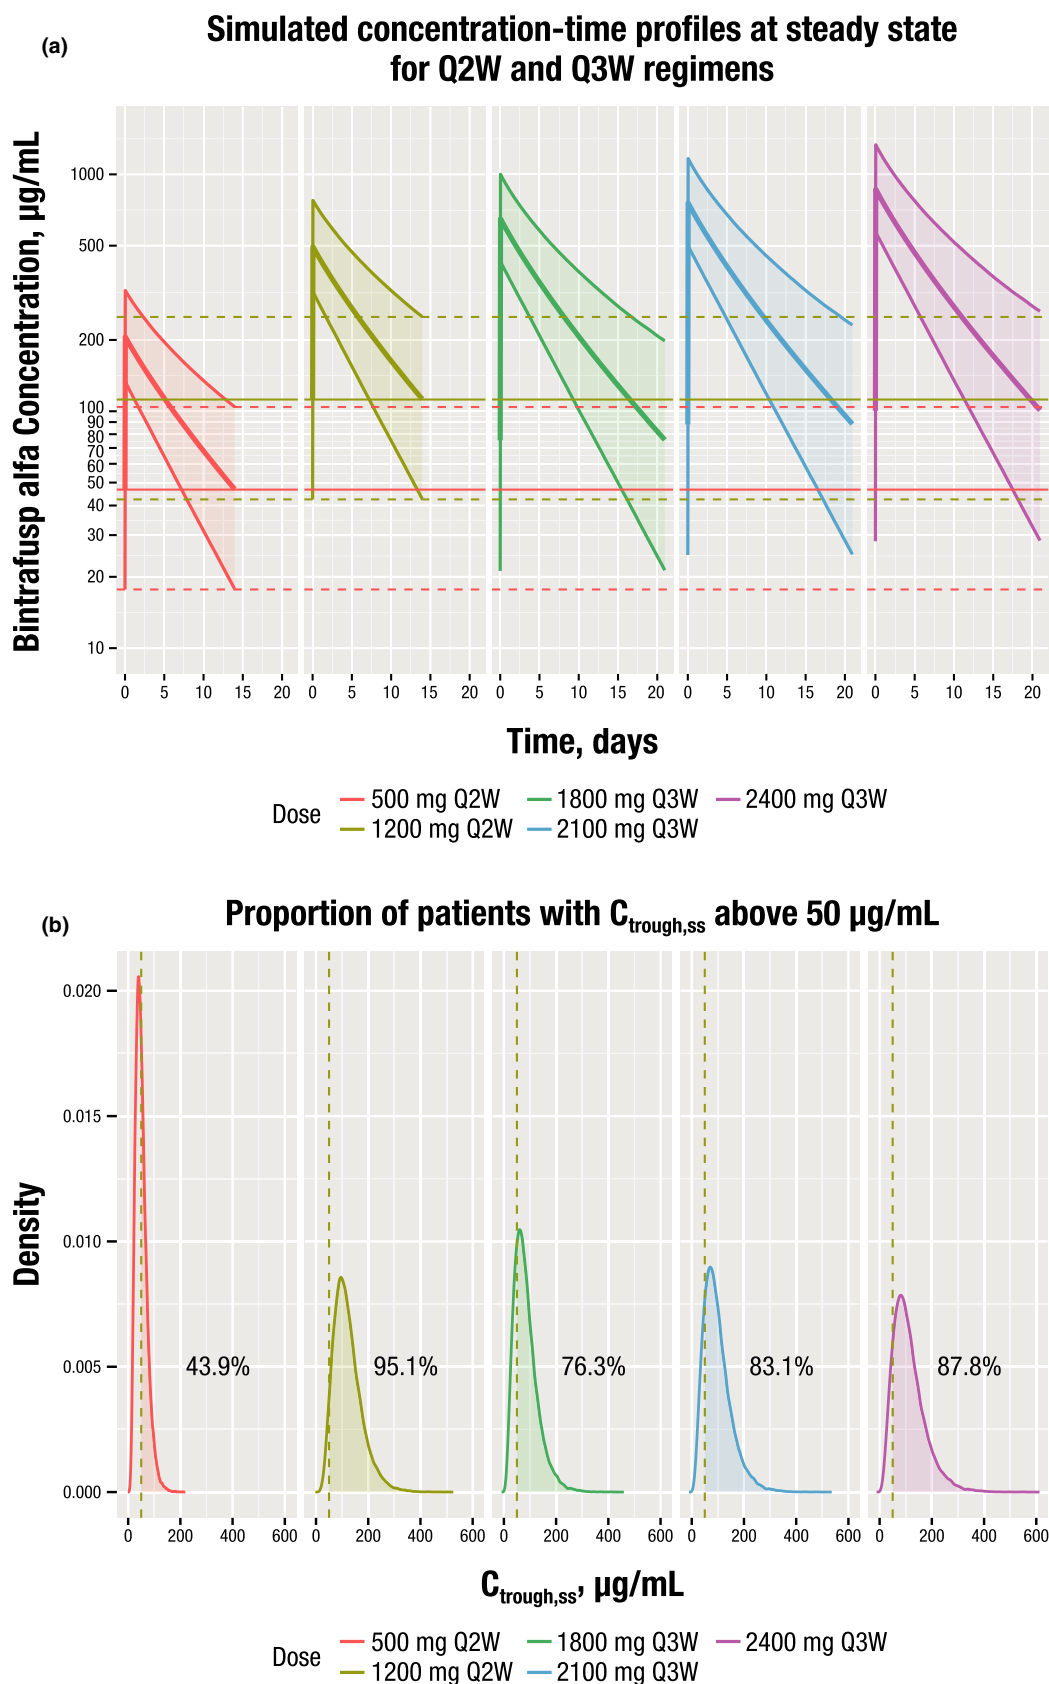 (a)
Simulated concentration-time profiles at steady state
for Q2W and Q3W regimens
Bintrafusp alfa Concentration, µg/mL
1000
500
200
100
90
80
70
60
50
40
30
20
10
0 5 10 15 20 0 5 10 15 20 0 5 10 15 20 0 5 10 15 20 0 5 10 15 20
Time, days
Dose
500 mg Q2W 1800 mg Q3W 2400 mg Q3W
1200 mg Q2W 2100 mg Q3W
(b)
Proportion of patients with Ctrough,ss above 50 µg/mL
Density
0.020
0.015
0.010
0.005
0.000
43.9% 95.1% 76.3% 83.1% 87.8%
0 200 400 600 0 200 400 600 0 200 400 600 0 200 400 600 0 200 400 600
Ctrough,ss, µg/mL
Dose
500 mg Q2W 1800 mg Q3W 2400 mg Q3W
1200 mg Q2W 2100 mg Q3W